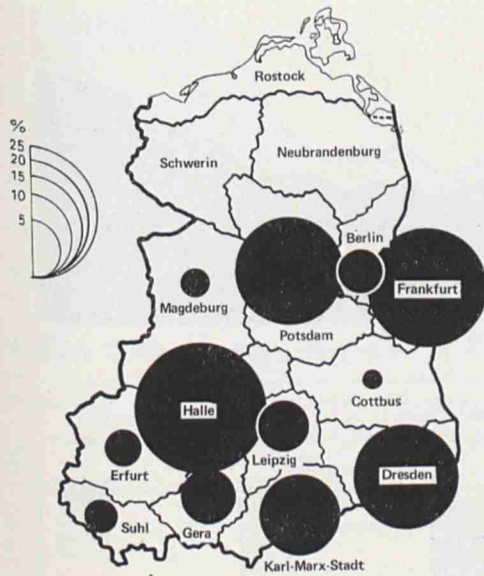 Rostock
%
25
20
15
10
5
Schwerin
Neubrandenburg
Berlin
Frankfurt
Magdeburg
Potsdam
Halle
Cottbus
Leipzig
Dresden
Erfurt
Suhl
Gera
Karl-Marx-Stadt